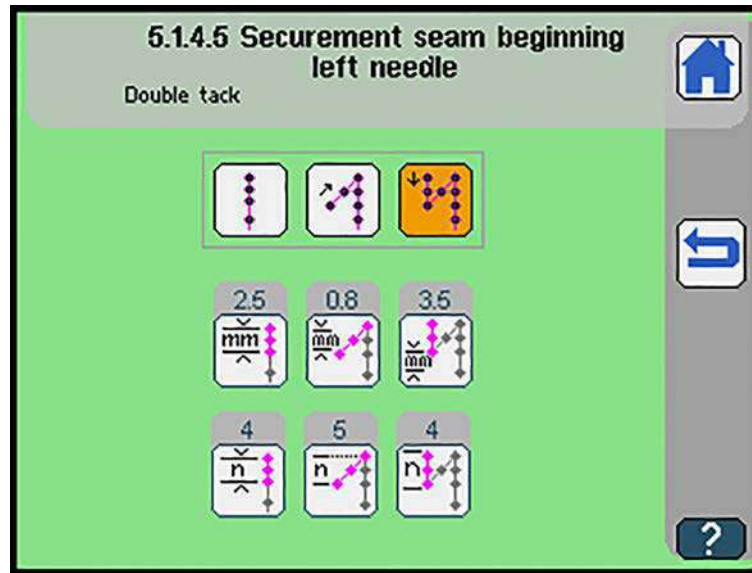 5.1.4.5 Securement seam beginning
left needle
Double tack
2.5 0.8 3.5
mm mm mm
4 5 4
n n n
?